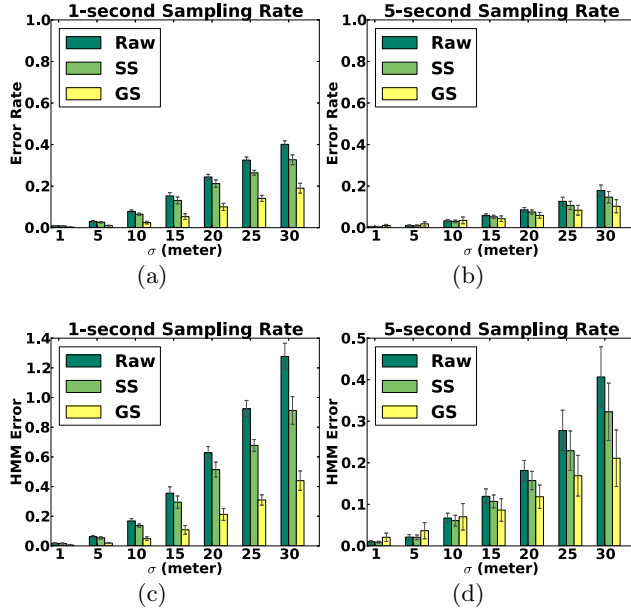 1-second Sampling Rate
1.0
0.8
0.6
0.4
0.2
0.0
Error Rate
Raw
SS
GS
1 5 10 15 20 25 30
σ (meter)
(a)
5-second Sampling Rate
1.0
0.8
0.6
0.4
0.2
0.0
Error Rate
Raw
SS
GS
1 5 10 15 20 25 30
σ (meter)
(b)
1-second Sampling Rate
1.4
1.2
1.0
0.8
0.6
0.4
0.2
0.0
HMM Error
Raw
SS
GS
1 5 10 15 20 25 30
σ (meter)
(c)
5-second Sampling Rate
0.5
0.4
0.3
0.2
0.1
0.0
HMM Error
Raw
SS
GS
1 5 10 15 20 25 30
σ (meter)
(d)